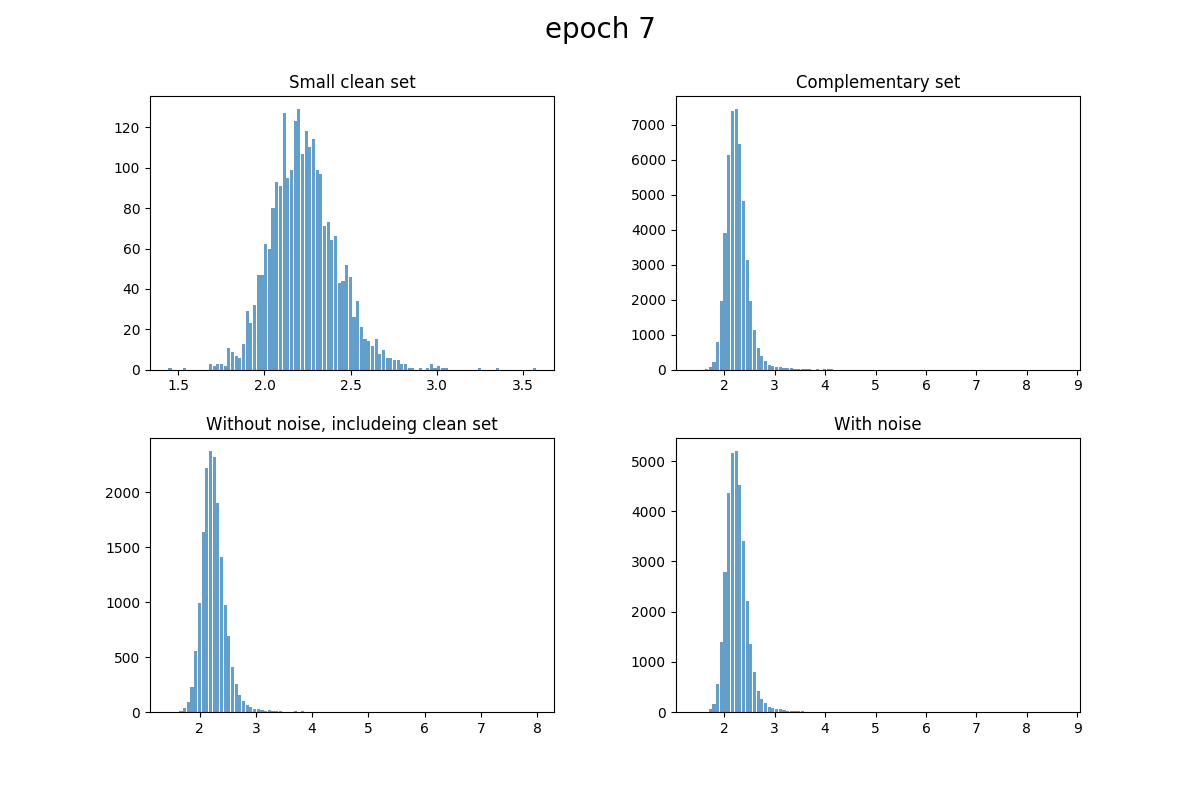 epoch 7
Small clean set
120
100
80
60
40
20
0
1.5 2.0 2.5 3.0 3.5
Complementary set
7000
6000
5000
4000
3000
2000
1000
0
2 3 4 5 6 7 8 9
Without noise, includeing clean set
2000
1500
1000
500
0
2 3 4 5 6 7 8
With noise
5000
4000
3000
2000
1000
0
2 3 4 5 6 7 8 9